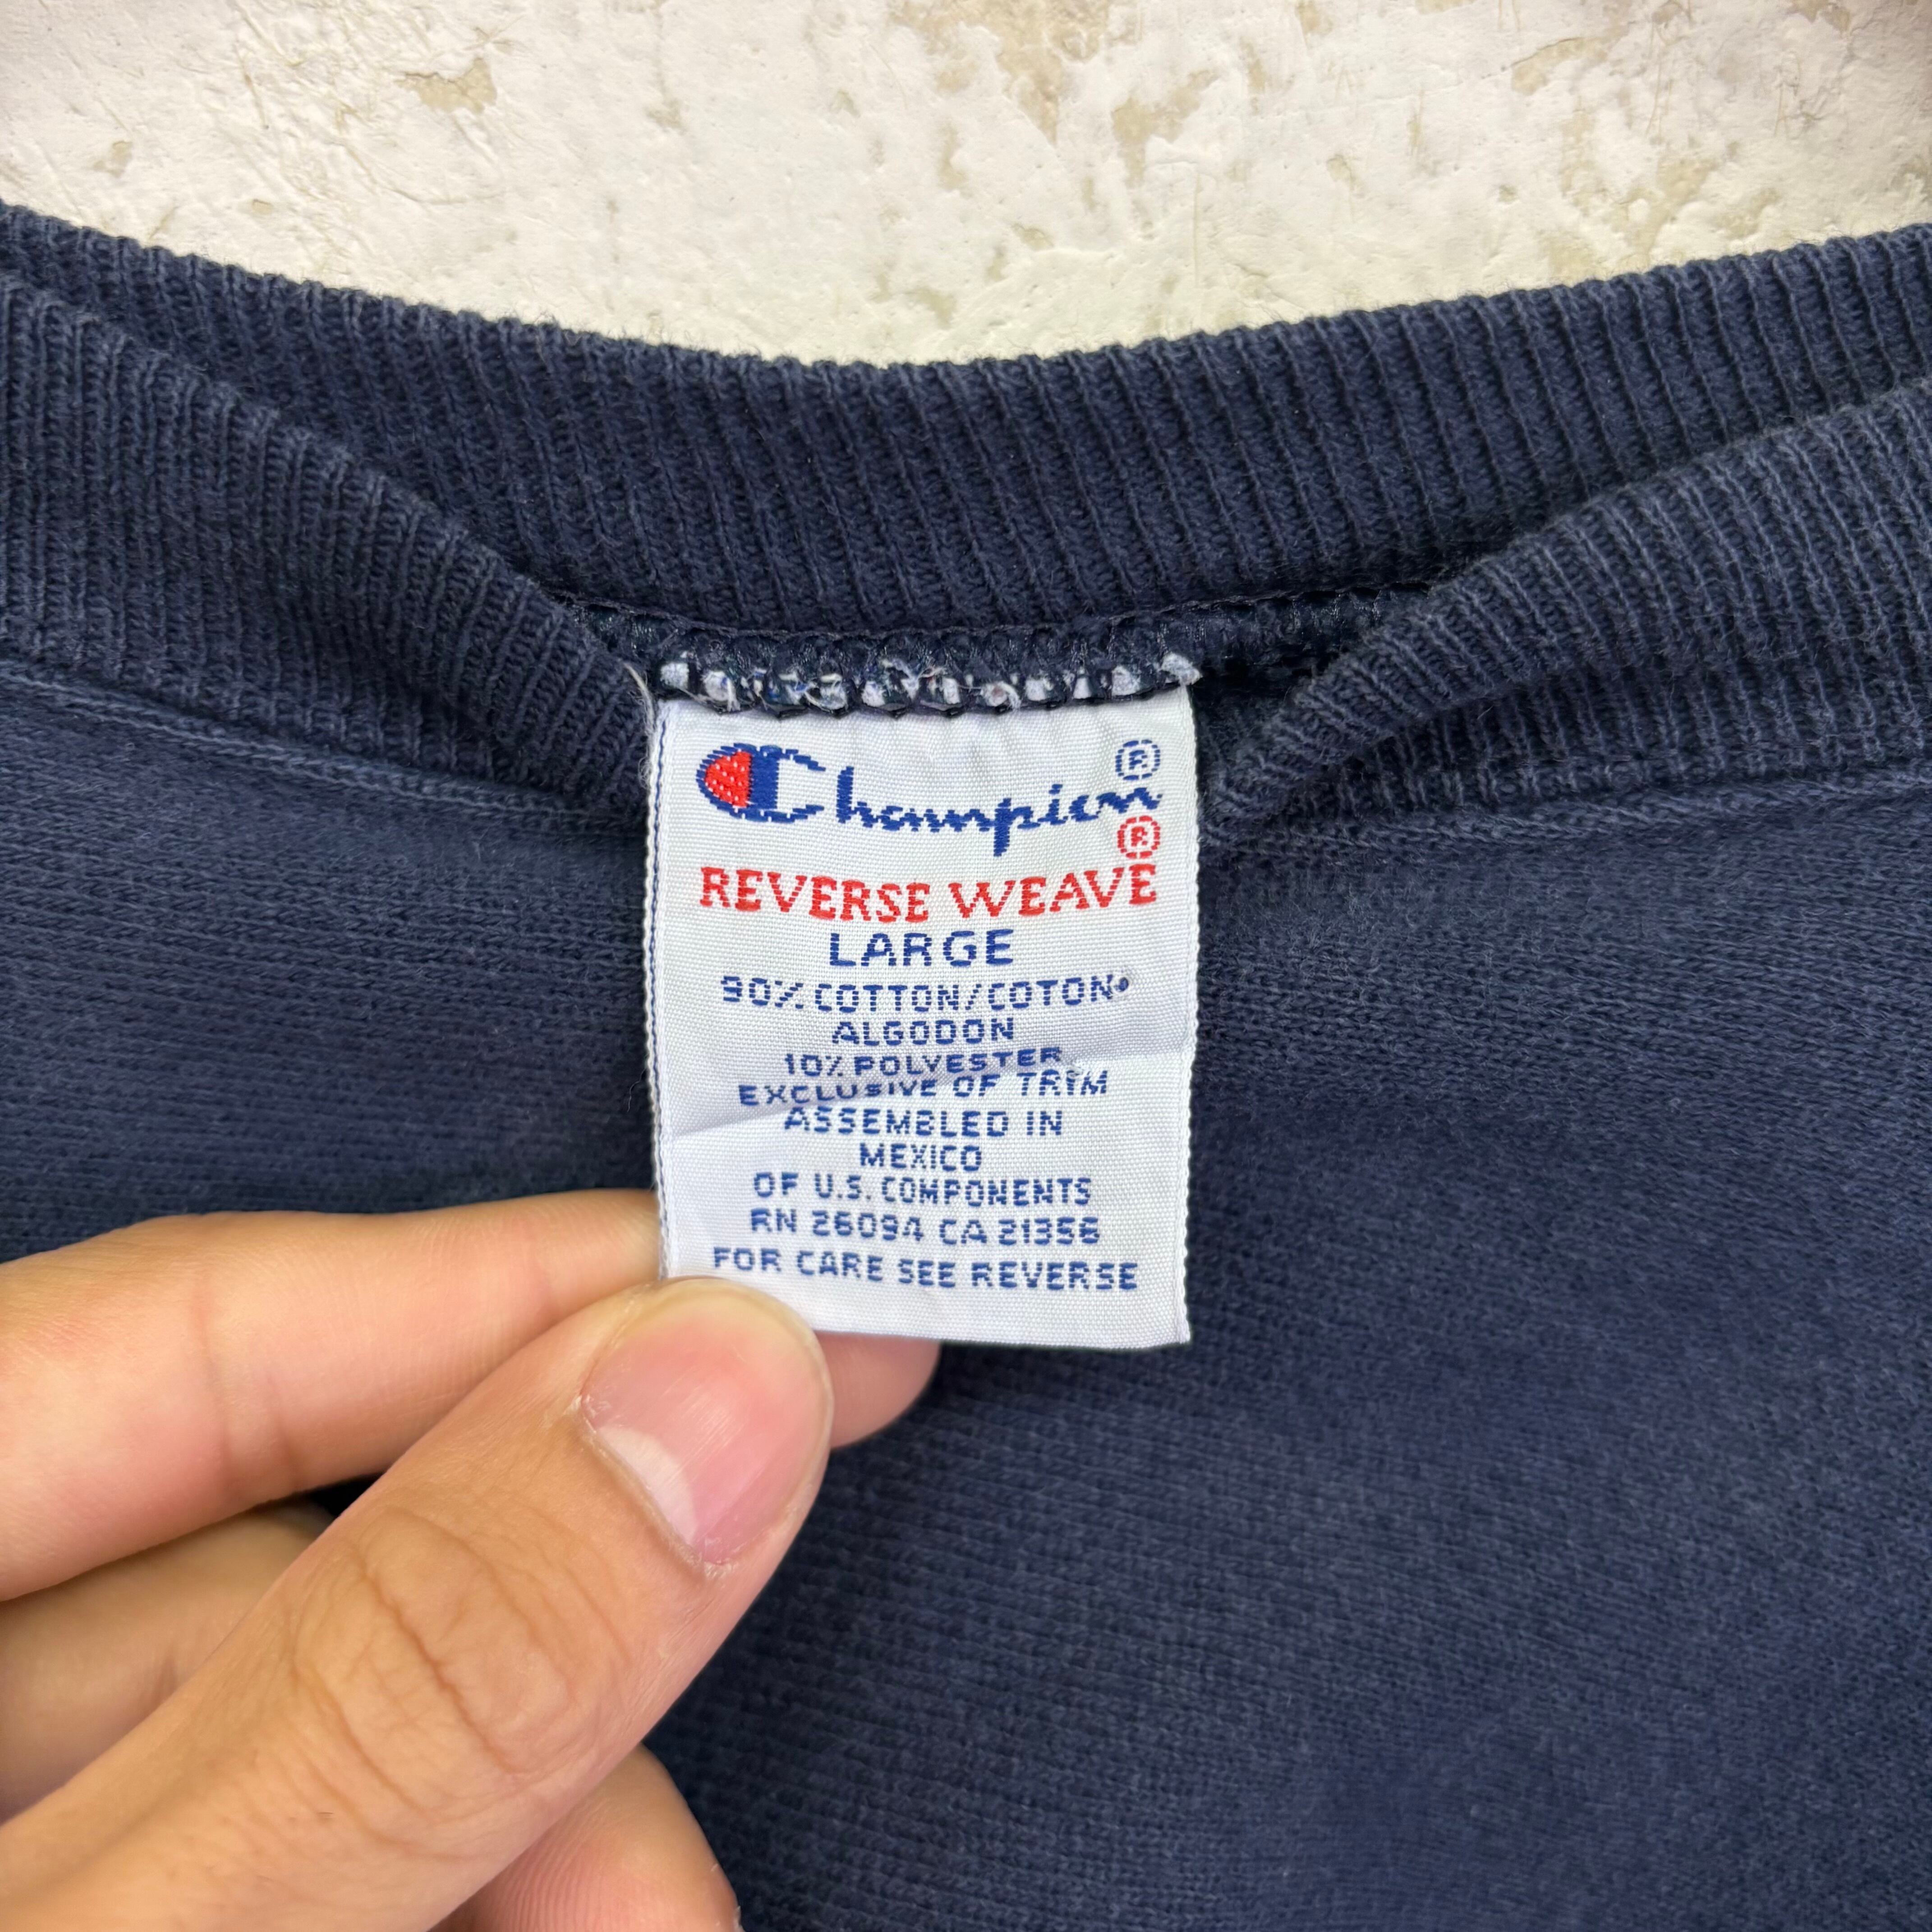 Champion®
®
REVERSE WEAVE
LARGE
90% COTTON/COTON•
ALGODON
10% POLYESTER
EXCLUSIVE OF TRIM
ASSEMBLED IN
MEXICO
OF U.S. COMPONENTS
RN 26094 CA 21356
FOR CARE SEE REVERSE